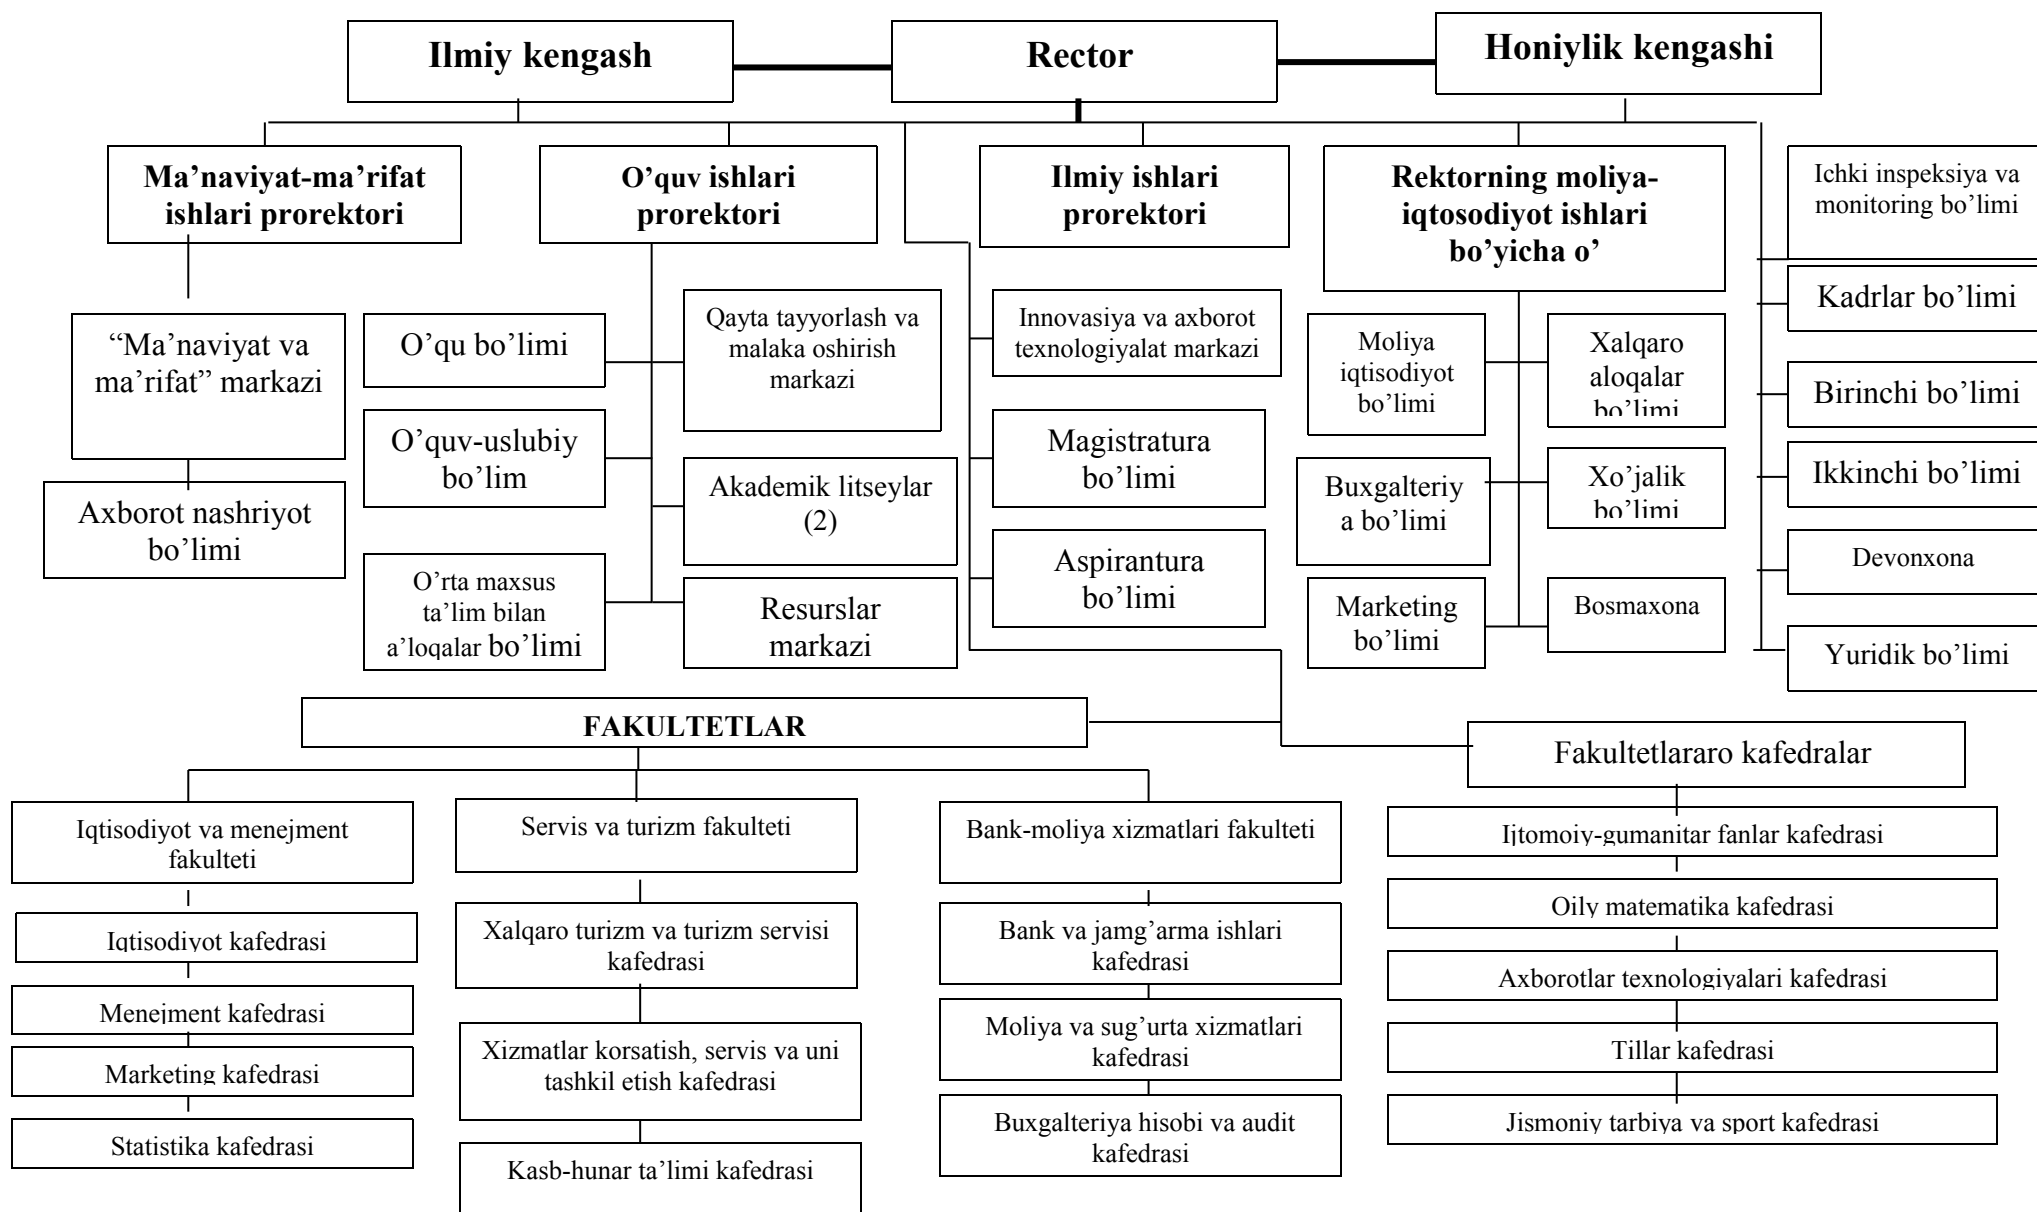 Ilmiy kengash
Rector
Honiylik kengashi
Ma’naviyat-ma’rifat
ishlari prorektori
O’quv ishlari
prorektori
Ilmiy ishlari
prorektori
Rektorning moliya-
iqtosodiyot ishlari
bo’yicha o’
Ichki inspeksiya va
monitoring bo’limi
“Ma’naviyat va
ma’rifat” markazi
Axborot nashriyot
bo’limi
O’qu bo’limi
O’quv-uslubiy
bo’lim
O’rta maxsus
ta’lim bilan
a’loqalar bo’limi
Qayta tayyorlash va
malaka oshirish
markazi
Akademik litseylar
(2)
Resurslar
markazi
Innovasiya va axborot
texnologiyalat markazi
Magistratura
bo’limi
Aspirantura
bo’limi
Moliya
iqtisodiyot
bo’limi
Buxgalteriy
a bo’limi
Marketing
bo’limi
Xalqaro
aloqalar
bo’limi
Xo’jalik
bo’limi
Bosmaxona
Kadrlar bo’limi
Birinchi bo’limi
Ikkinchi bo’limi
Devonxona
Yuridik bo’limi
FAKULTETLAR
Fakultetlararo kafedralar
Iqtisodiyot va menejment
fakulteti
Iqtisodiyot kafedrasi
Menejment kafedrasi
Marketing kafedrasi
Statistika kafedrasi
Servis va turizm fakulteti
Xalqaro turizm va turizm servisi
kafedrasi
Xizmatlar korsatish, servis va uni
tashkil etish kafedrasi
Kasb-hunar ta’limi kafedrasi
Bank-moliya xizmatlari fakulteti
Bank va jamg’arma ishlari
kafedrasi
Moliya va sug’urta xizmatlari
kafedrasi
Buxgalteriya hisobi va audit
kafedrasi
Ijtomoiy-gumanitar fanlar kafedrasi
Oily matematika kafedrasi
Axborotlar texnologiyalari kafedrasi
Tillar kafedrasi
Jismoniy tarbiya va sport kafedrasi